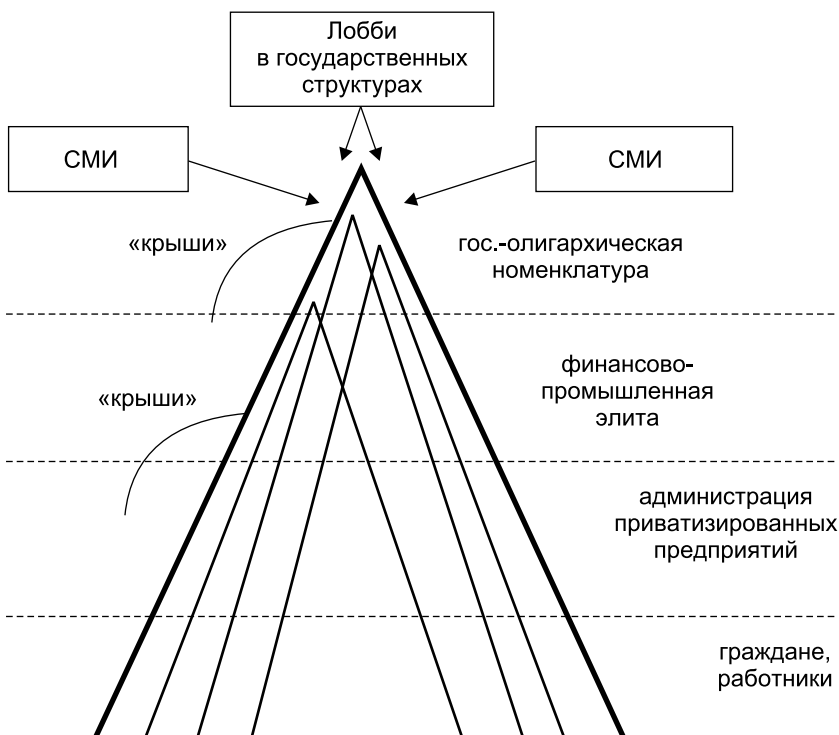 Лобби
в государственных
структурах
СМИ
СМИ
«крыши»
гос.-олигархическая
номенклатура
финансово-
промышленная
элита
«крыши»
администрация
приватизированных
предприятий
граждане,
работники